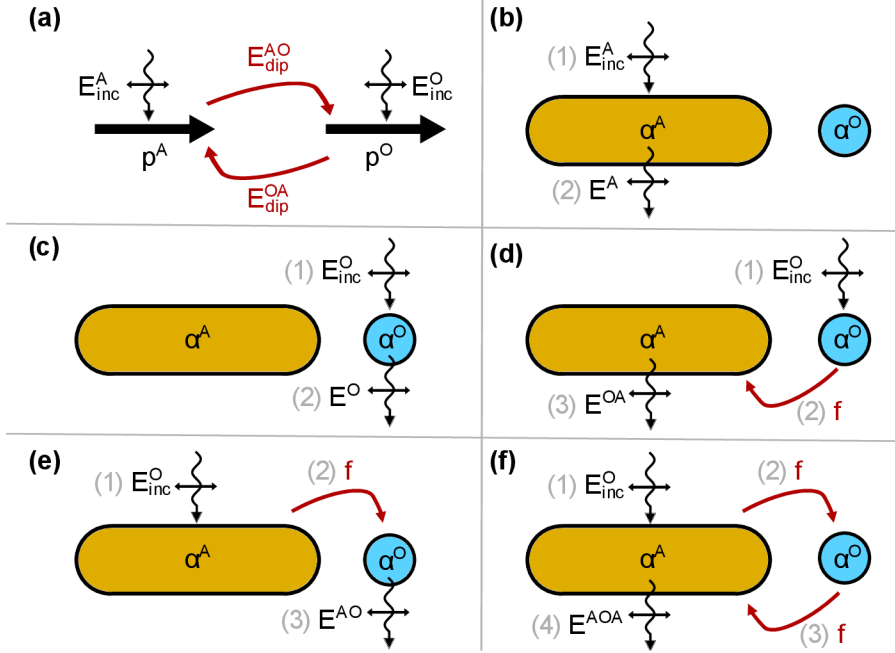 (a)
E^A_inc
E^AO_dip
E^O_inc
p^A
p^O
E^OA_dip
(b)
(1) E^A_inc
α^A
α^O
(2) E^A
(c)
(1) E^O_inc
α^A
α^O
(2) E^O
(d)
(1) E^O_inc
α^A
α^O
(3) E^OA
(2) f
(e)
(1) E^O_inc
(2) f
α^A
α^O
(3) E^AO
(f)
(1) E^O_inc
(2) f
α^A
α^O
(4) E^AOA
(3) f